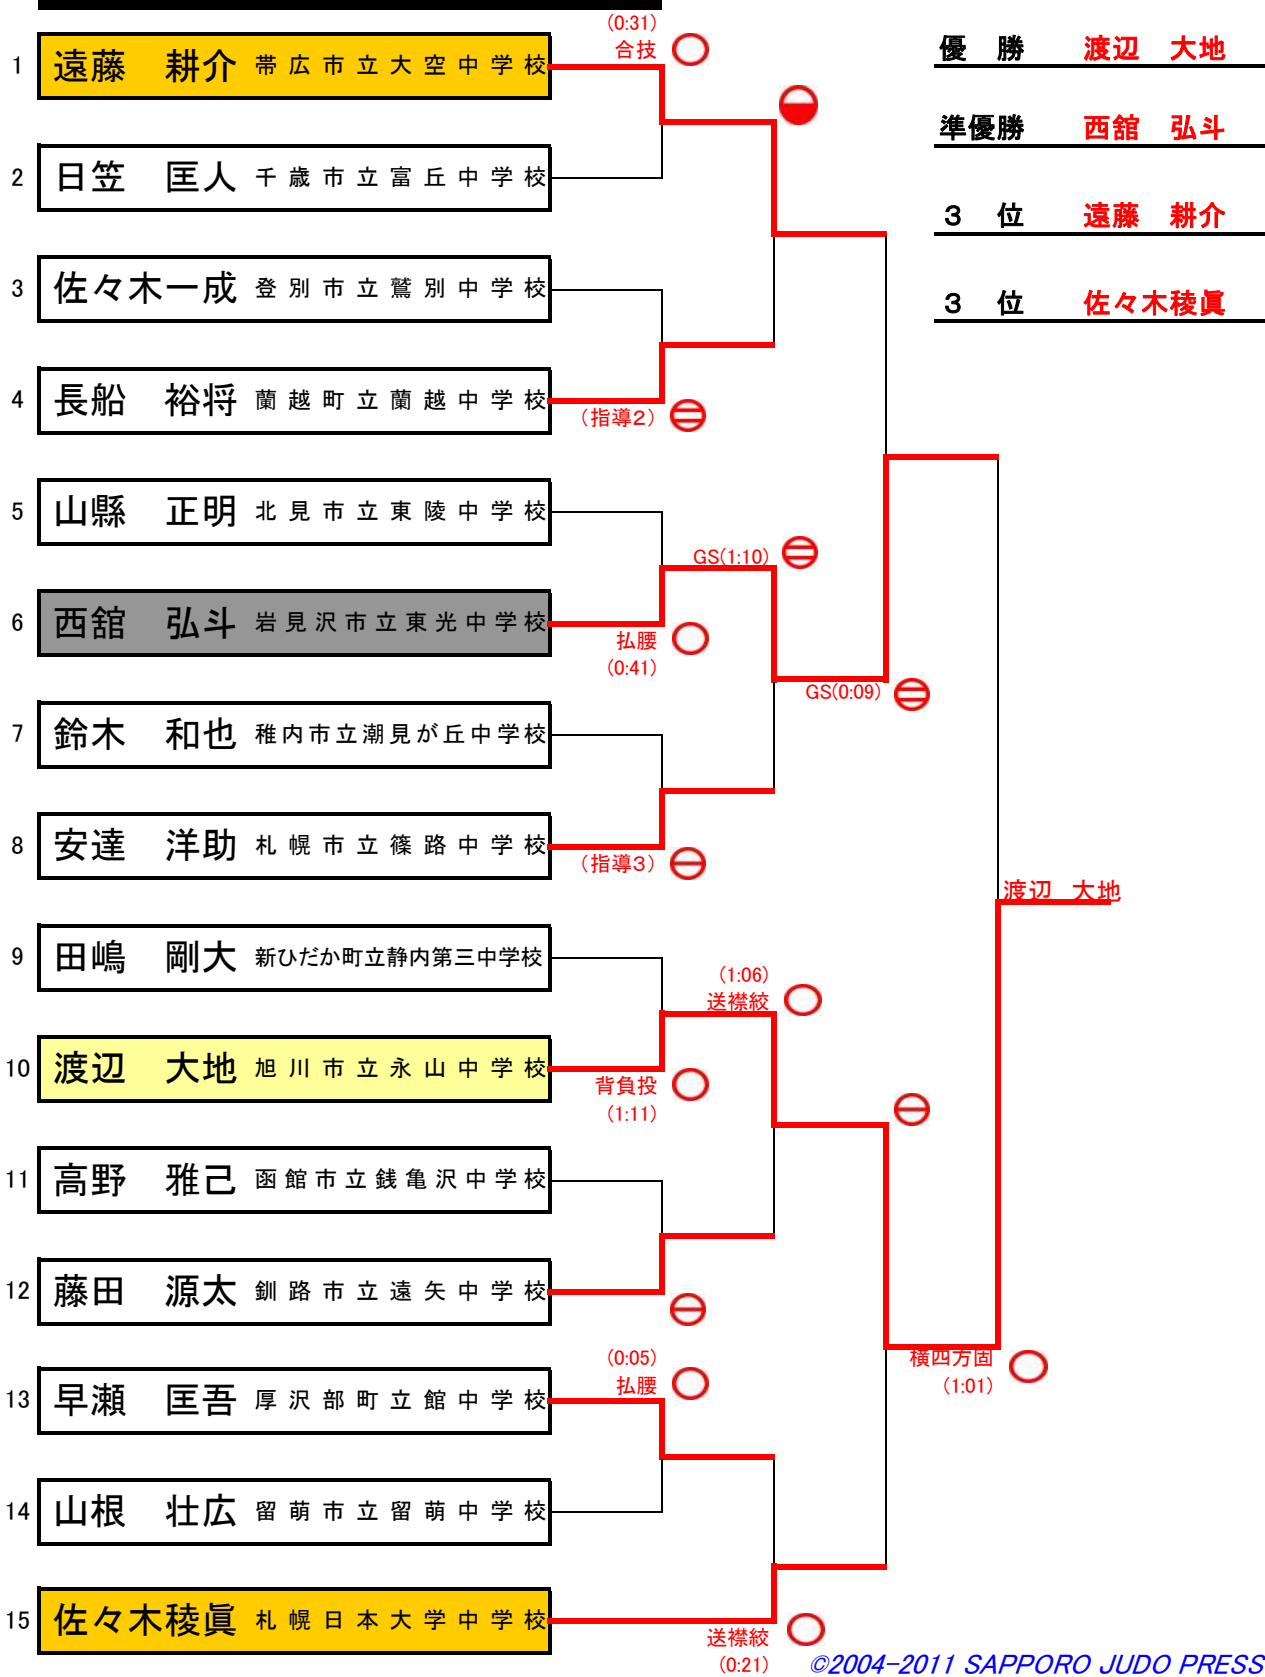 優　勝　渡辺　大地
準優勝　西舘　弘斗
３　位　遠藤　耕介
３　位　佐々木稜眞
1 遠藤　耕介 帯広市立大空中学校
(0:31)
合技
2 日笠　匡人 千歳市立富丘中学校
3 佐々木一成 登別市立鷲別中学校
4 長船　裕将 蘭越町立蘭越中学校
（指導２）
5 山縣　正明 北見市立東陵中学校
GS(1:10)
6 西舘　弘斗 岩見沢市立東光中学校
払腰
(0:41)
GS(0:09)
7 鈴木　和也 稚内市立潮見が丘中学校
8 安達　洋助 札幌市立篠路中学校
（指導３）
渡辺　大地
9 田嶋　剛大 新ひだか町立静内第三中学校
(1:06)
送襟絞
10 渡辺　大地 旭川市立永山中学校
背負投
(1:11)
11 高野　雅己 函館市立銭亀沢中学校
12 藤田　源太 釧路市立遠矢中学校
横四方固
(1:01)
(0:05)
払腰
13 早瀬　匡吾 厚沢部町立館中学校
14 山根　壮広 留萌市立留萌中学校
15 佐々木稜眞 札幌日本大学中学校
送襟絞
(0:21)
©2004-2011 SAPPORO JUDO PRESS